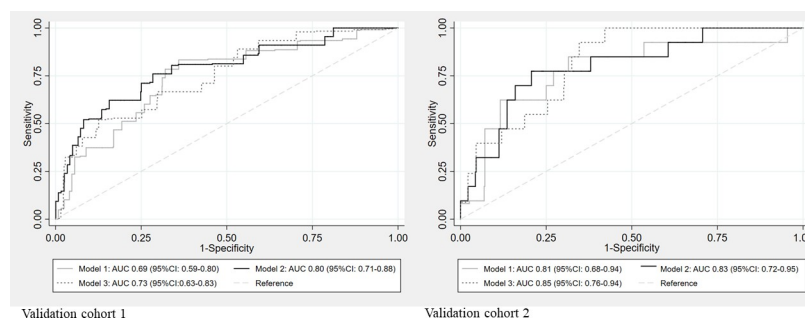 1.00
0.75
0.50
0.25
0.00
Sensitivity
0.00 0.25 0.50 0.75 1.00
1-Specificity
Model 1: AUC 0.69 (95%CI: 0.59-0.80) Model 2: AUC 0.80 (95%CI: 0.71-0.88)
Model 3: AUC 0.73 (95%CI:0.63-0.83) Reference
Validation cohort 1
1.00
0.75
0.50
0.25
0.00
Sensitivity
0.00 0.25 0.50 0.75 1.00
1-Specificity
Model 1: AUC 0.81 (95%CI: 0.68-0.94) Model 2: AUC 0.83 (95%CI: 0.72-0.95)
Model 3: AUC 0.85 (95%CI: 0.76-0.94) Reference
Validation cohort 2